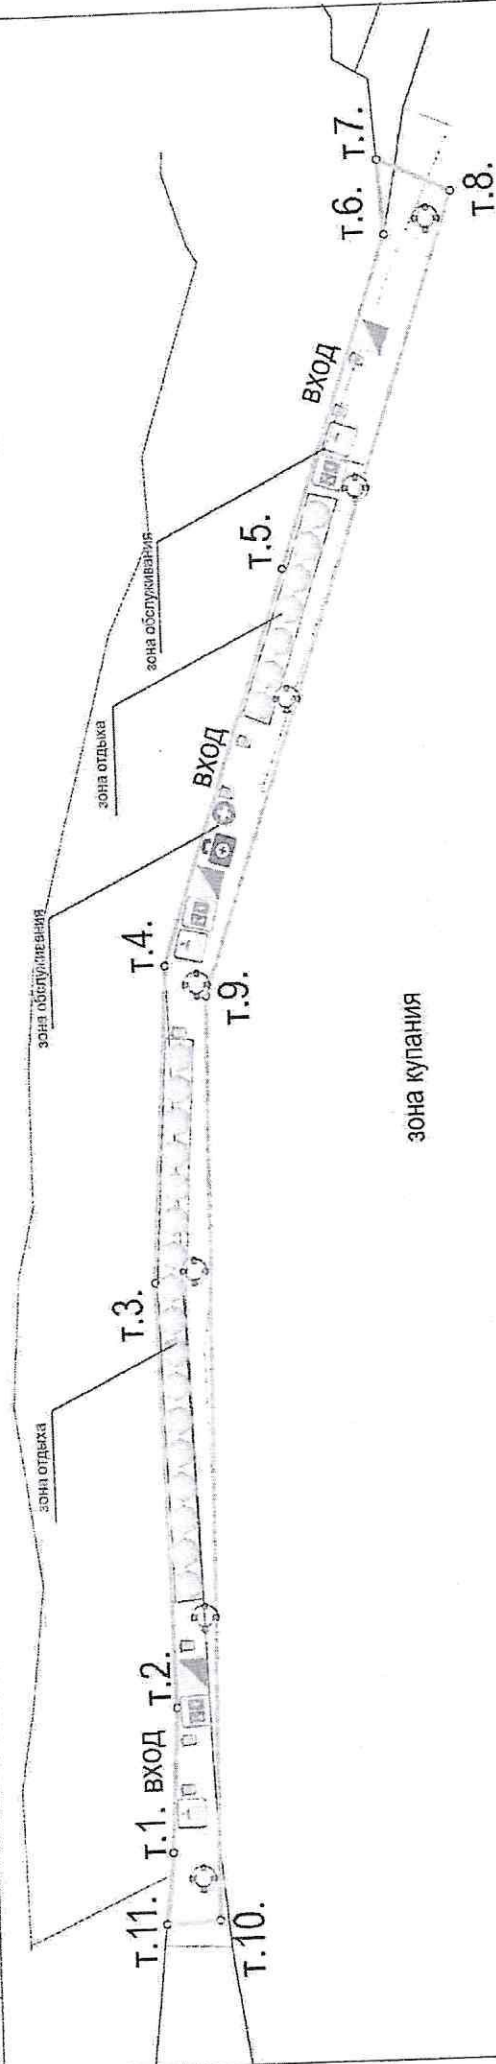 зона отдыха
зона обслуживания
зона отдыха
зона обслуживания
т.11.
т.1.
вход
т.2.
т.3.
т.4.
вход
т.5.
вход
т.6.
т.7.
т.8.
т.9.
т.10.
зона купания